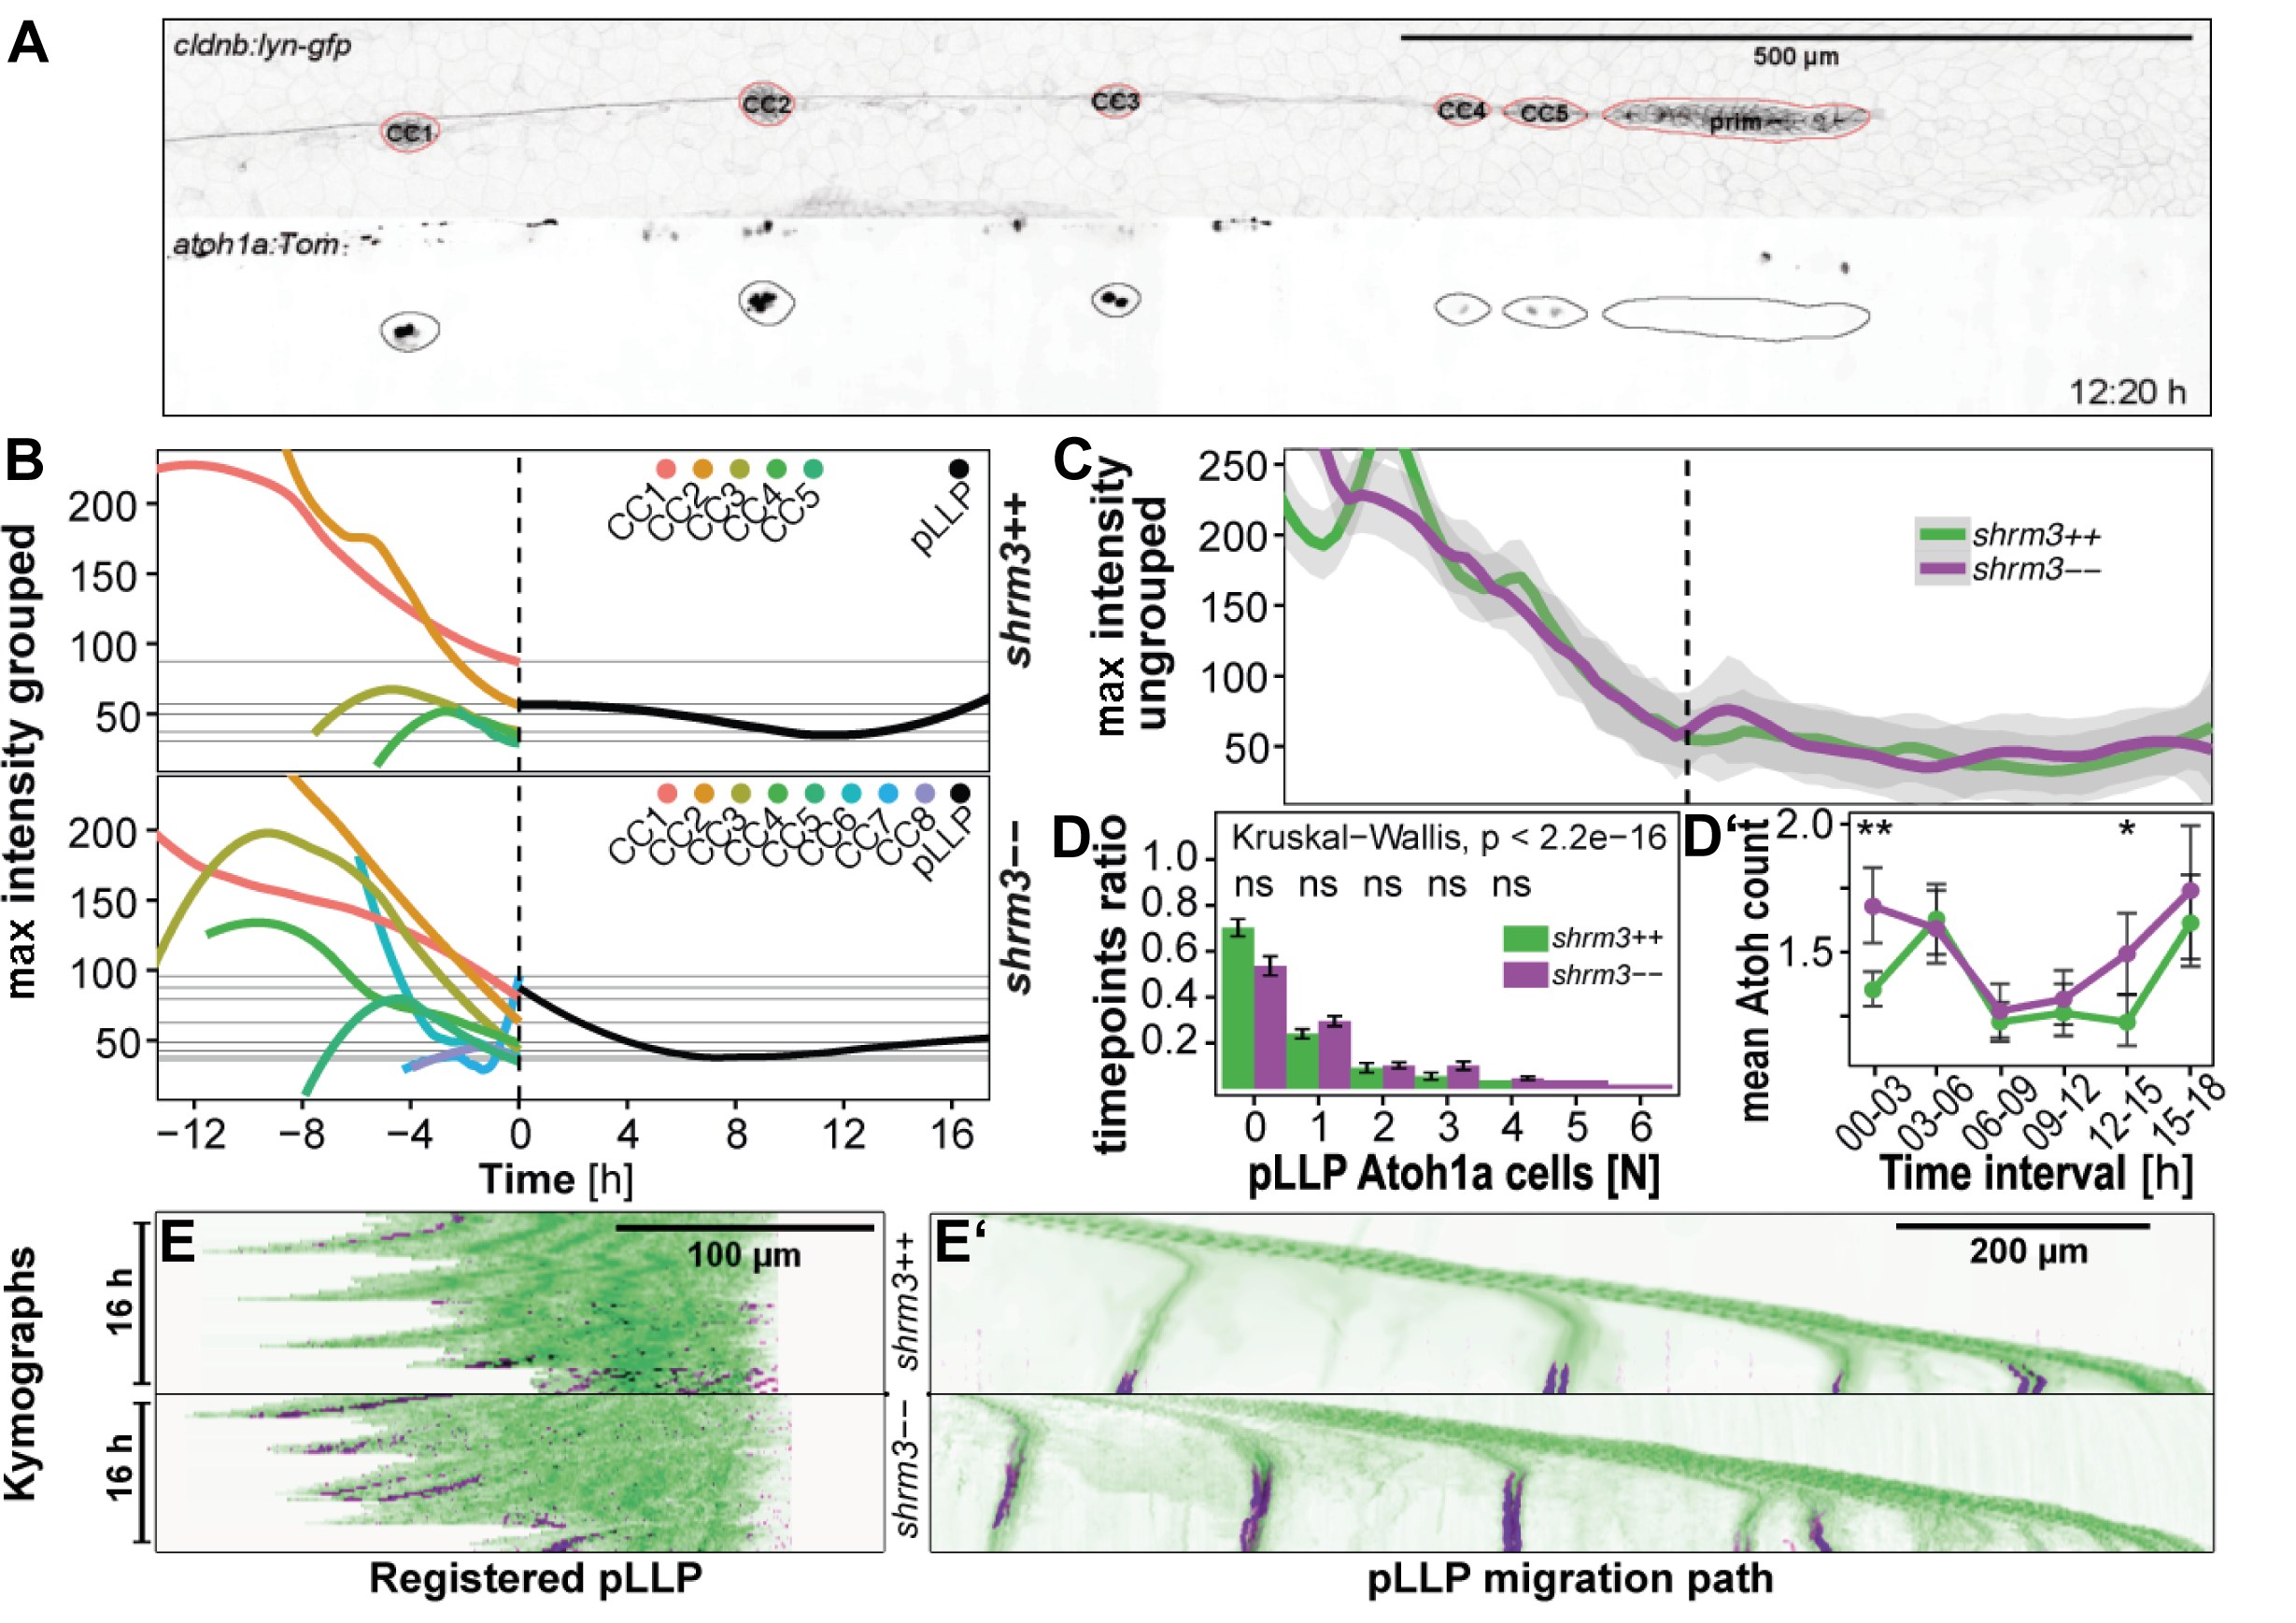 A
cldnb:lyn-gfp
500 µm
CC1
CC2
CC3
CC4
CC5
prim
atoh1a:Tom
12:20 h
B
max intensity grouped
200
150
100
50
CC1
CC2
CC3
CC4
CC5
pLLP
shrm3++
200
150
100
50
CC1
CC2
CC3
CC4
CC5
CC6
CC7
CC8
pLLP
shrm3−−
−12
−8
−4
0
4
8
12
16
Time [h]
C
max intensity
ungrouped
250
200
150
100
50
shrm3++
shrm3−−
D
timepoints ratio
Kruskal−Wallis, p < 2.2e−16
ns ns ns ns ns
1.0
0.8
0.6
0.4
0.2
shrm3++
shrm3−−
0 1 2 3 4 5 6
pLLP Atoh1a cells [N]
D‘
mean Atoh count
2.0
1.5
**
*
00-03
03-06
06-09
09-12
12-15
15-18
Time interval [h]
Kymographs
16 h
16 h
E
100 µm
shrm3++
shrm3−−
Registered pLLP
E‘
200 µm
pLLP migration path